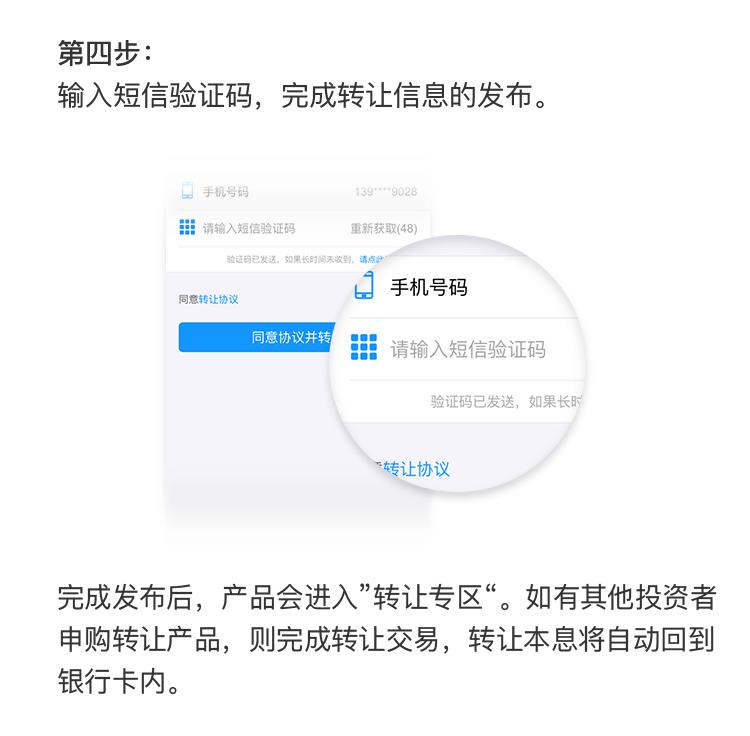 第四步：
输入短信验证码，完成转让信息的发布。
手机号码 139****9028
请输入短信验证码 重新获取(48)
验证码已发送，如果长时间未收到，请点此
同意转让协议
同意协议并转
手机号码
请输入短信验证码
验证码已发送，如果长时
转让协议
完成发布后，产品会进入”转让专区“。如有其他投资者
申购转让产品，则完成转让交易，转让本息将自动回到
银行卡内。